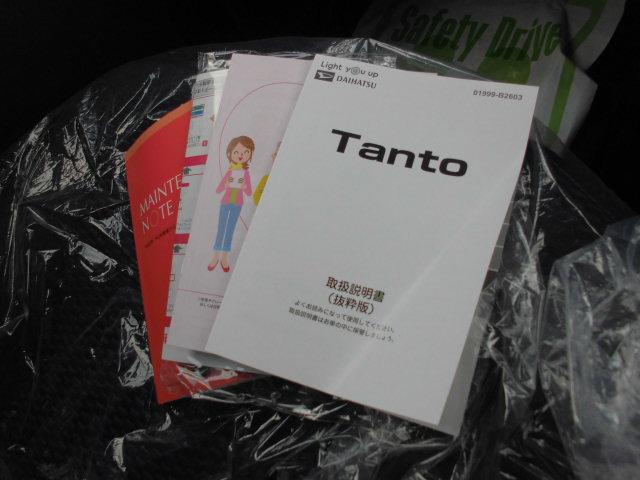 Safety Drive
Light you up
DAIHATSU
01999-B2603
Tanto
取扱説明書
(抜粋版)
よくお読みになって使用してください。
取扱説明書はお車の中に保管しましょう。
MAINTE
NOTE